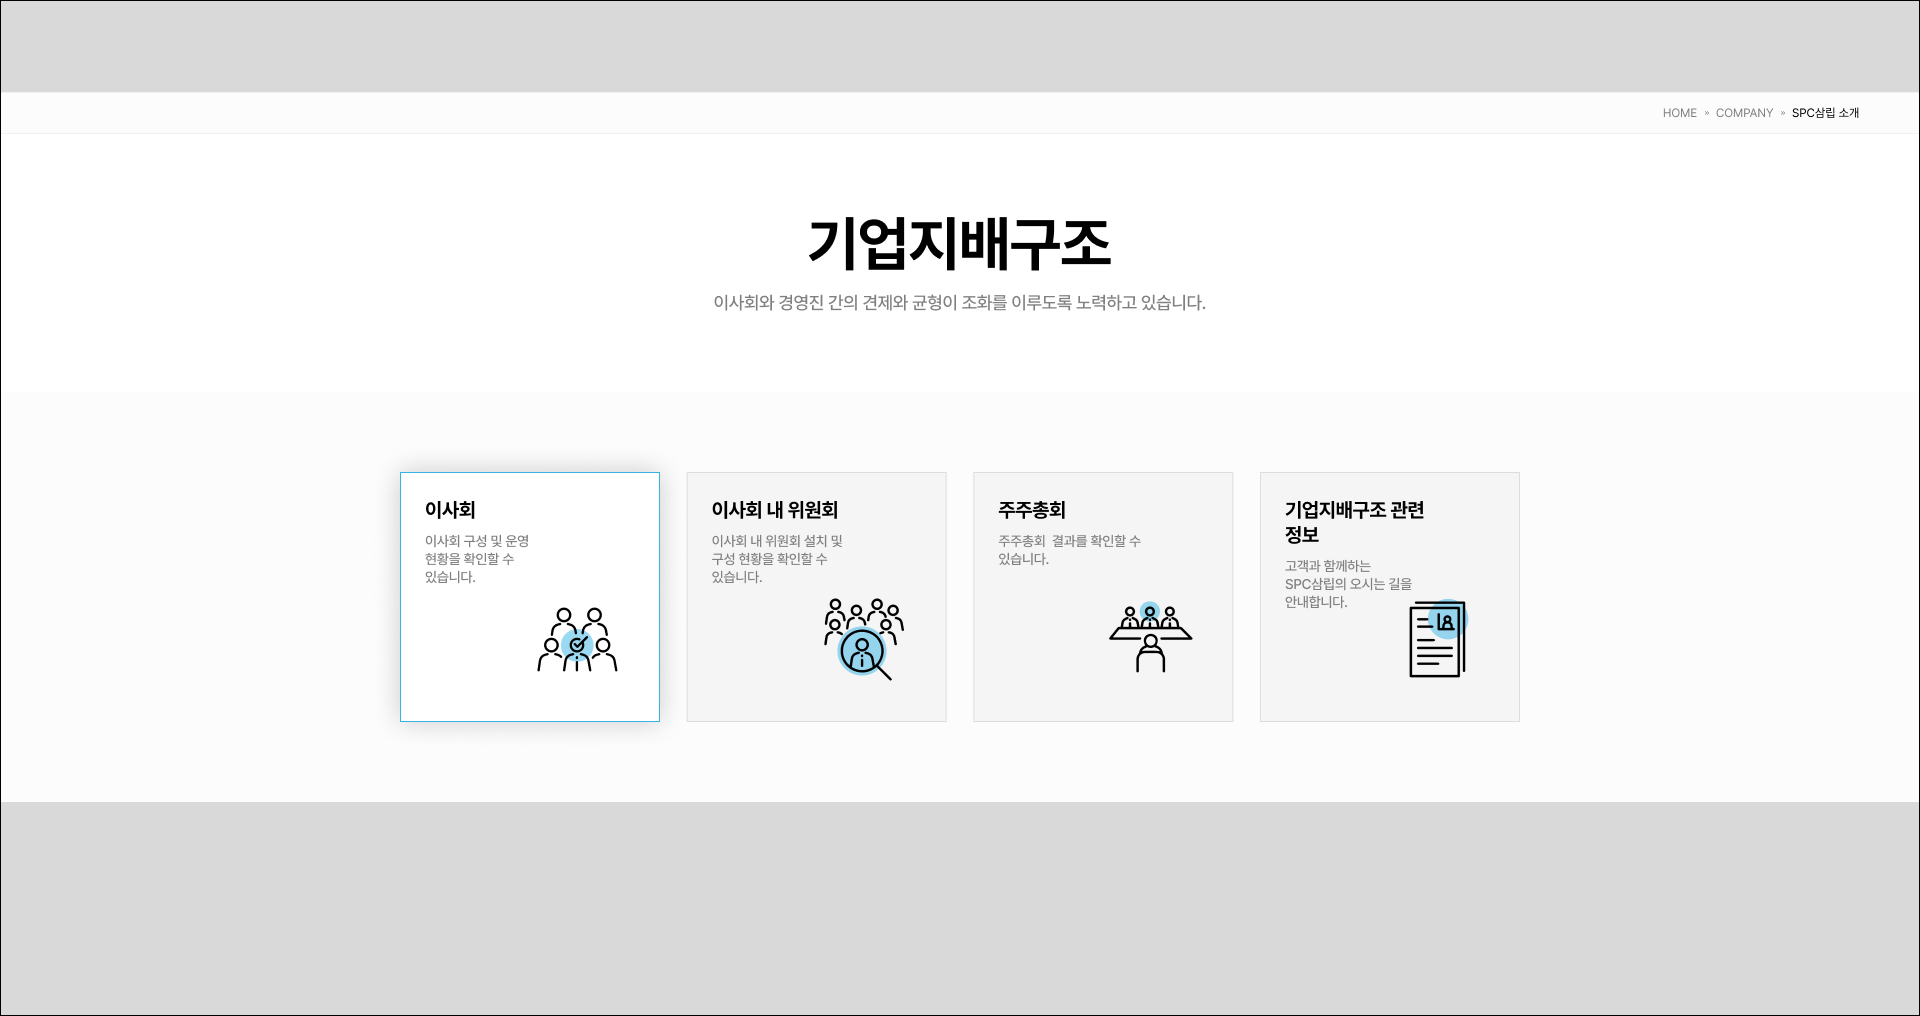 HOME » COMPANY » SPC삼립 소개
기업지배구조
이사회와 경영진 간의 견제와 균형이 조화를 이루도록 노력하고 있습니다.
이사회
이사회 구성 및 운영
현황을 확인할 수
있습니다.
이사회 내 위원회
이사회 내 위원회 설치 및
구성 현황을 확인할 수
있습니다.
주주총회
주주총회  결과를 확인할 수
있습니다.
기업지배구조 관련
정보
고객과 함께하는
SPC삼립의 오시는 길을
안내합니다.